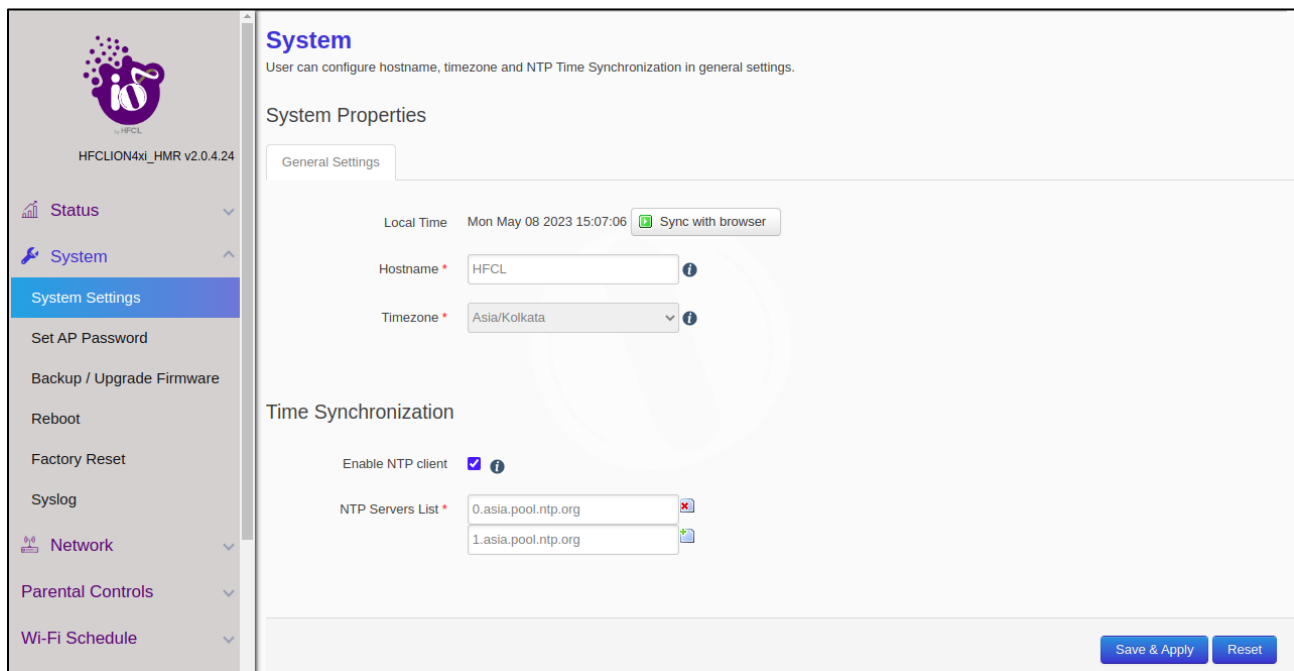 io
by HFCL
HFCLION4xi_HMR v2.0.4.24
Status
System
System Settings
Set AP Password
Backup / Upgrade Firmware
Reboot
Factory Reset
Syslog
Network
Parental Controls
Wi-Fi Schedule
System
User can configure hostname, timezone and NTP Time Synchronization in general settings.
System Properties
General Settings
Local Time Mon May 08 2023 15:07:06 Sync with browser
Hostname * HFCL
Timezone * Asia/Kolkata
Time Synchronization
Enable NTP client
NTP Servers List * 0.asia.pool.ntp.org
1.asia.pool.ntp.org
Save & Apply Reset